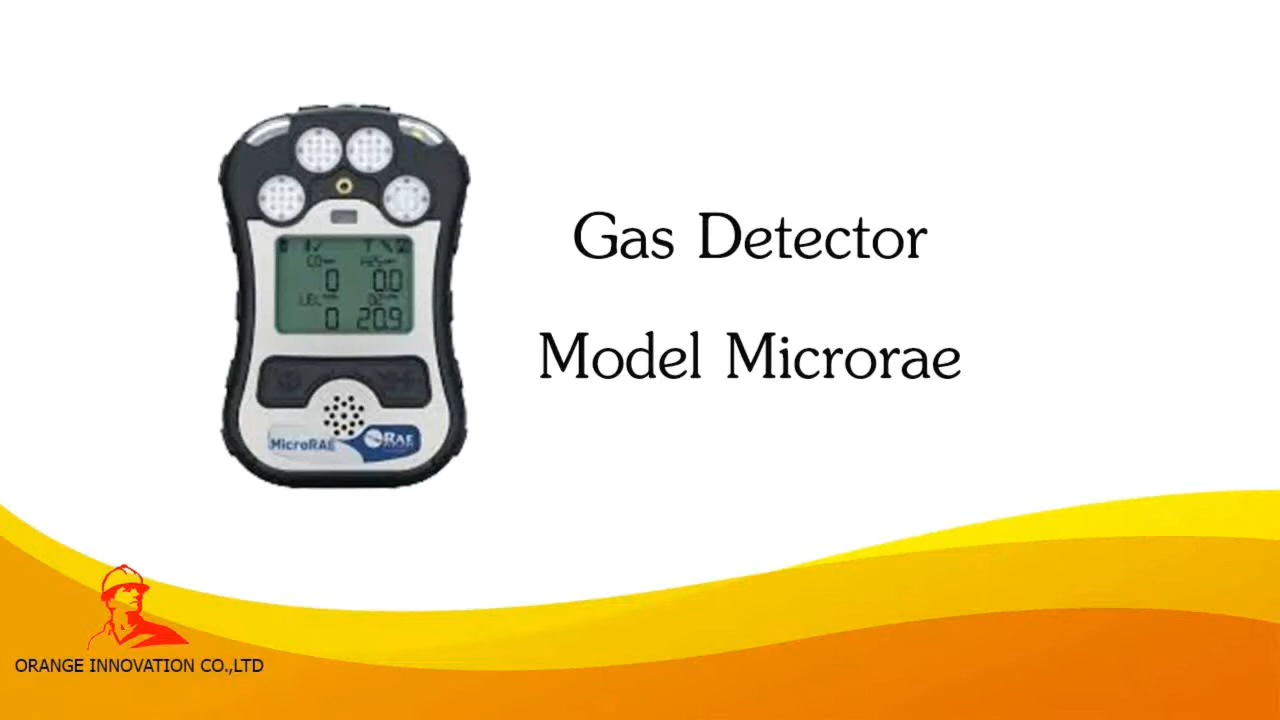 Gas Detector
Model Microrae
CO
0 0.0
LEL O2
0 20.9
MicroRAE RAE
ORANGE INNOVATION CO.,LTD